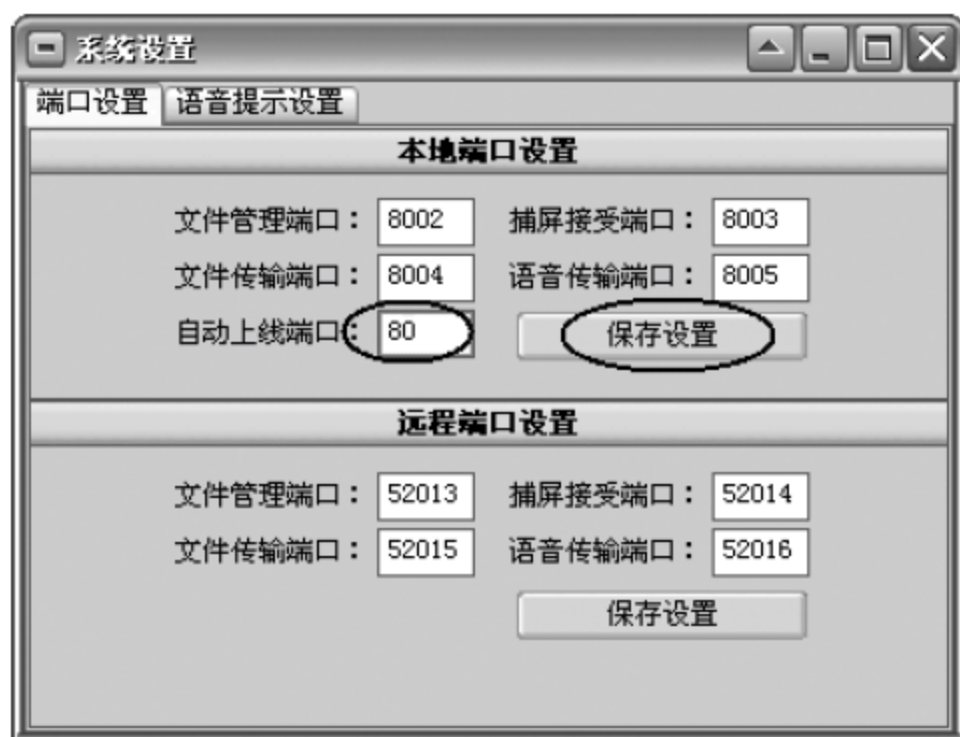 系统设置
端口设置 语音提示设置
本地端口设置
文件管理端口： 8002 捕屏接受端口： 8003
文件传输端口： 8004 语音传输端口： 8005
自动上线端口： 80 保存设置
远程端口设置
文件管理端口： 52013 捕屏接受端口： 52014
文件传输端口： 52015 语音传输端口： 52016
保存设置